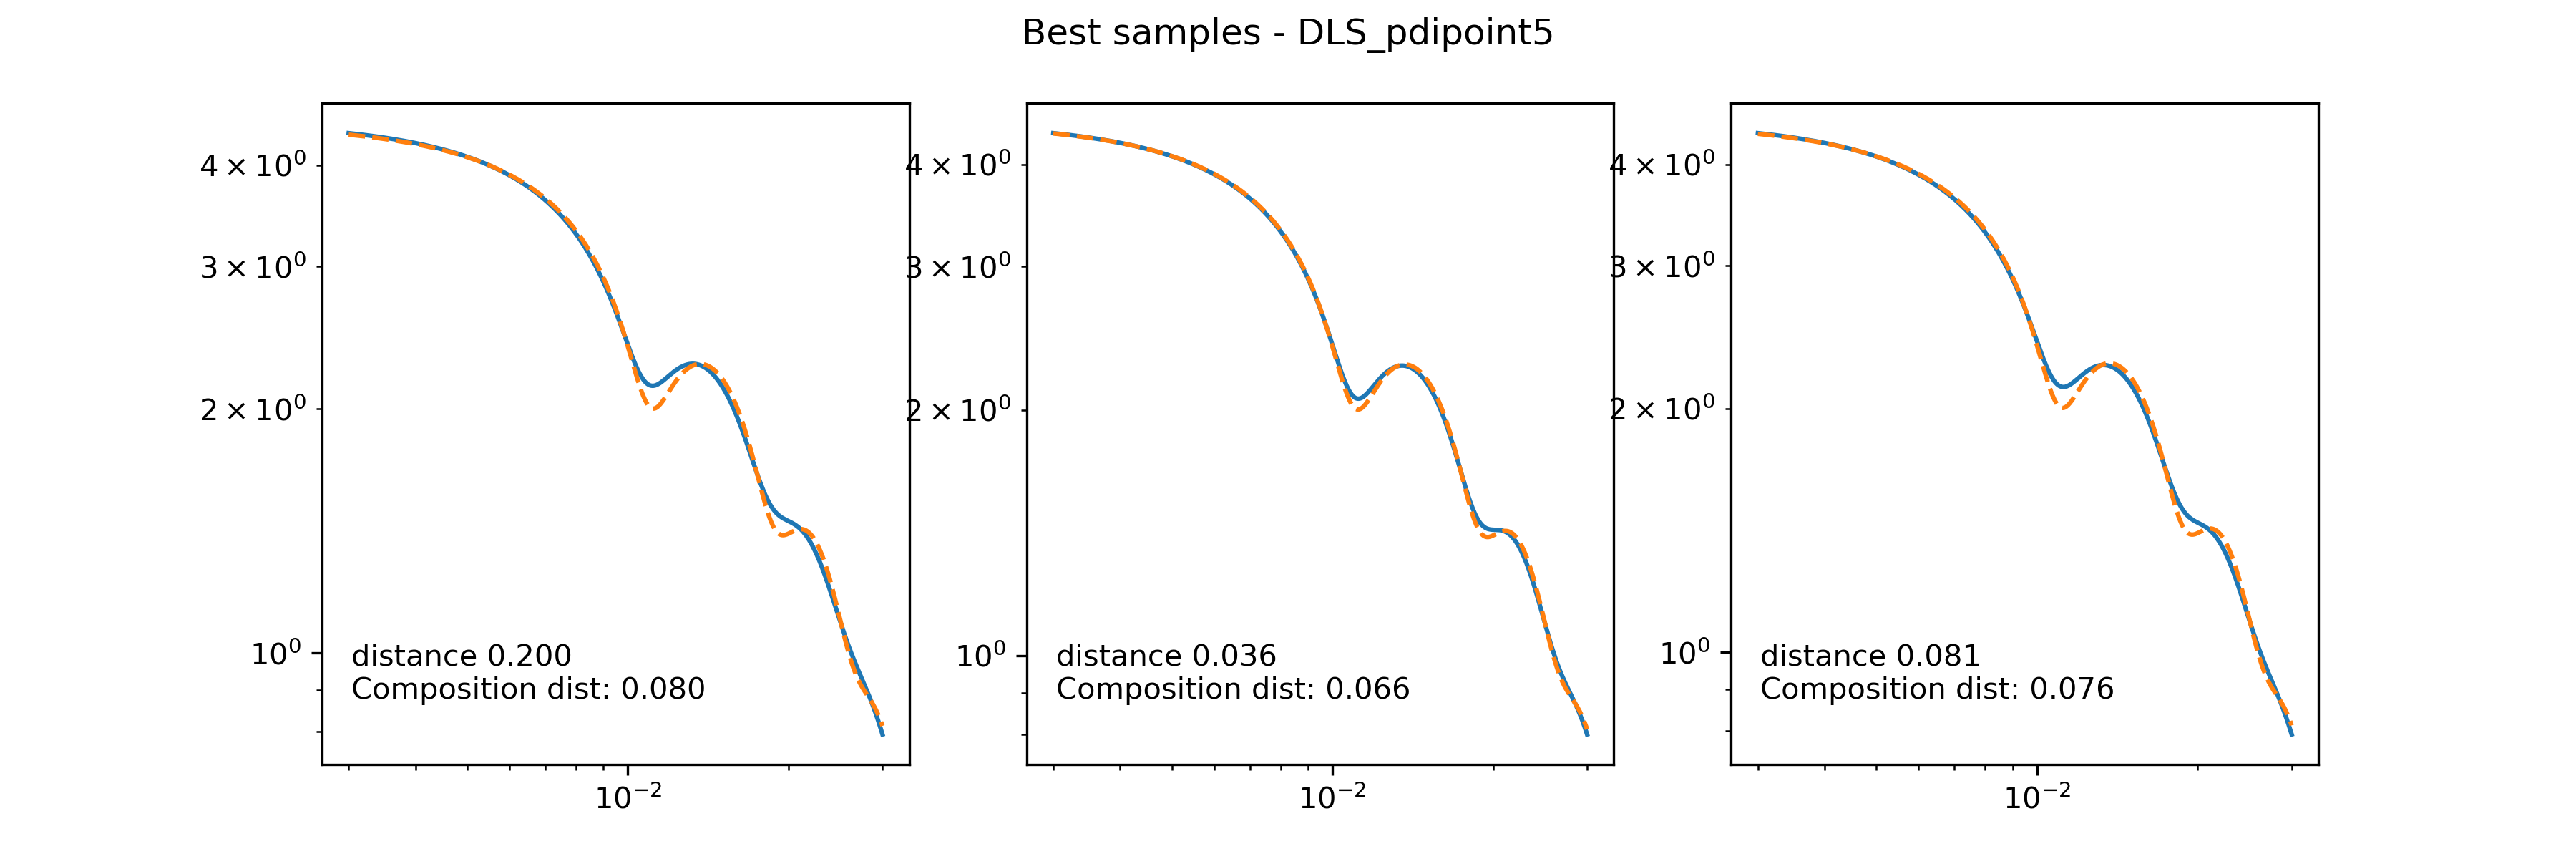 Best samples - DLS_pdipoint5
4 × 10⁰
3 × 10⁰
2 × 10⁰
10⁰
distance 0.200
Composition dist: 0.080
10⁻²
4 × 10⁰
3 × 10⁰
2 × 10⁰
10⁰
distance 0.036
Composition dist: 0.066
10⁻²
4 × 10⁰
3 × 10⁰
2 × 10⁰
10⁰
distance 0.081
Composition dist: 0.076
10⁻²